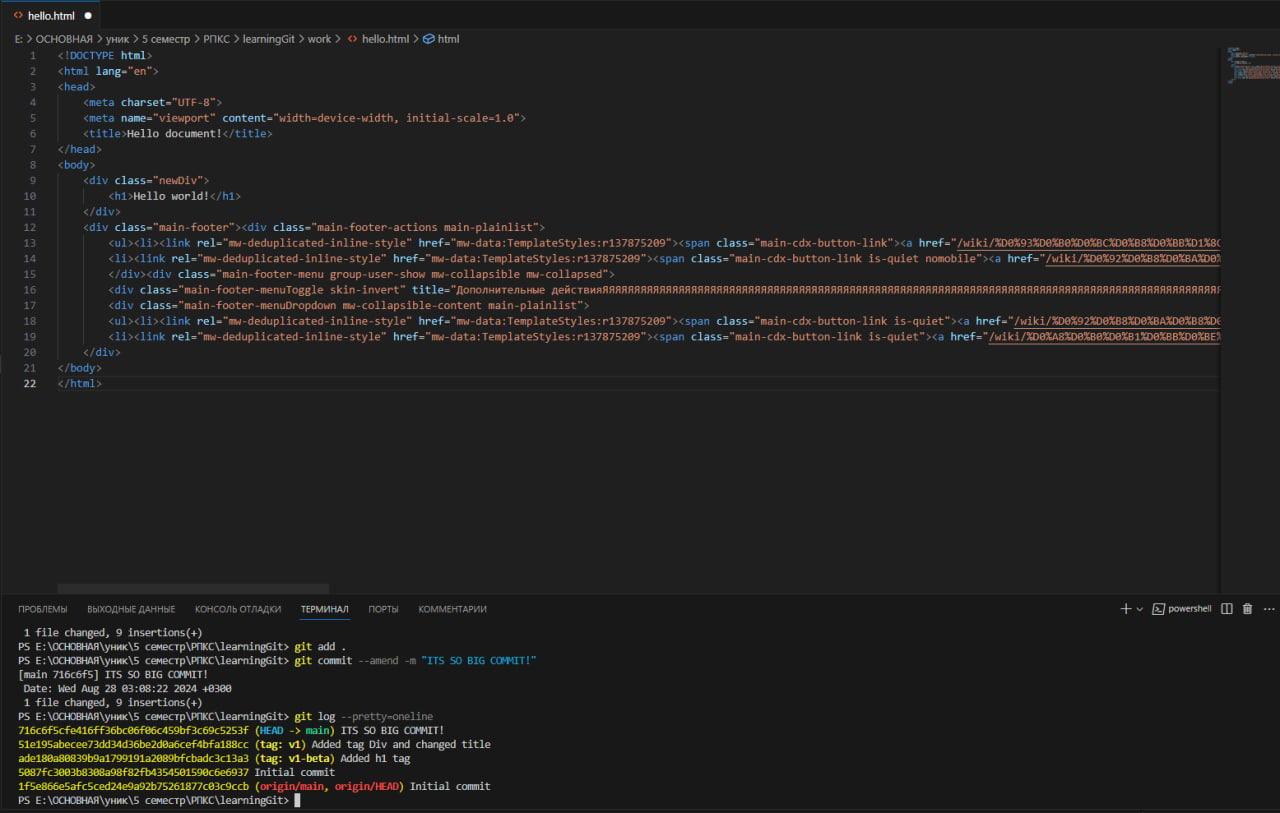 hello.html
E: > ОСНОВНАЯ > уник > 5 семестр > РПКС > learningGit > work > hello.html > html
1 <!DOCTYPE html>
2 <html lang="en">
3 <head>
4 <meta charset="UTF-8">
5 <meta name="viewport" content="width=device-width, initial-scale=1.0">
6 <title>Hello document!</title>
7 </head>
8 <body>
9 <div class="newDiv">
10 <h1>Hello world!</h1>
11 </div>
12 <div class="main-footer"><div class="main-footer-actions main-plainlist">
13 <ul><li><link rel="mw-deduplicated-inline-style" href="mw-data:TemplateStyles:r137875209"><span class="main-cdx-button-link"><a href="/wiki/%D0%93%D0%B0%D0%BC%D0%B8%D0%BB%D1%8C
14 <li><link rel="mw-deduplicated-inline-style" href="mw-data:TemplateStyles:r137875209"><span class="main-cdx-button-link is-quiet nomobile"><a href="/wiki/%D0%92%D0%B8%D0%BA%D0%
15 </div><div class="main-footer-menu group-user-show mw-collapsible mw-collapsed">
16 <div class="main-footer-menuToggle skin-invert" title="Дополнительные
17 <div class="main-footer-menuDropdown mw-collapsible-content main-plainlist">
18 <ul><li><link rel="mw-deduplicated-inline-style" href="mw-data:TemplateStyles:r137875209"><span class="main-cdx-button-link is-quiet"><a href="/wiki/%D0%92%D0%B8%D0%BA%D0%B8%D0
19 <li><link rel="mw-deduplicated-inline-style" href="mw-data:TemplateStyles:r137875209"><span class="main-cdx-button-link is-quiet"><a href="/wiki/%D0%A8%D0%B0%D0%B1%D0%BB%D0%BE%
20 </div>
21 </body>
22 </html>
ПРОБЛЕМЫ ВЫХОДНЫЕ ДАННЫЕ КОНСОЛЬ ОТЛАДКИ ТЕРМИНАЛ ПОРТЫ КОММЕНТАРИИ powershell
1 file changed, 9 insertions(+)
PS E:\ОСНОВНАЯ\уник\5 семестр\РПКС\learningGit> git add .
PS E:\ОСНОВНАЯ\уник\5 семестр\РПКС\learningGit> git commit --amend -m "ITS SO BIG COMMIT!"
[main 716c6f5] ITS SO BIG COMMIT!
Date: Wed Aug 28 03:08:22 2024 +0300
1 file changed, 9 insertions(+)
PS E:\ОСНОВНАЯ\уник\5 семестр\РПКС\learningGit> git log --pretty=oneline
716c6f5cfe416ff36bc06f06c459bf3c69c5253f (HEAD -> main) ITS SO BIG COMMIT!
51e195abecee73dd34d36be2d0a6cef4bfa188cc (tag: v1) Added tag Div and changed title
ade180a80839b9a1799191a2089bfcbadc3c13a3 (tag: v1-beta) Added h1 tag
5087fc3003b8308a98f82fb4354501590c6e6937 Initial commit
1f5e866e5afc5ced24e9a92b75261877c03c9ccb (origin/main, origin/HEAD) Initial commit
PS E:\ОСНОВНАЯ\уник\5 семестр\РПКС\learningGit>